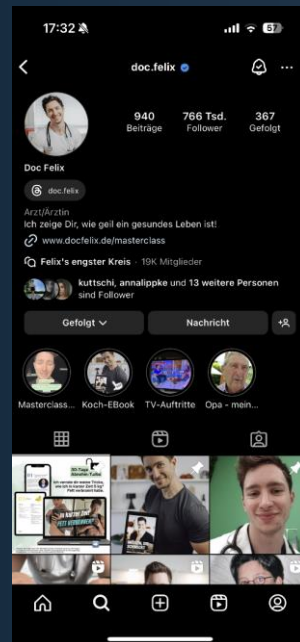 17:32
57
doc.felix
940
766 Tsd.
367
Beiträge
Follower
Gefolgt
Doc Felix
doc.felix
Arzt/Ärztin
Ich zeige Dir, wie geil ein gesundes Leben ist!
www.docfelix.de/masterclass
Felix's engster Kreis · 19K Mitglieder
kuttschi, annalippke und 13 weitere Personen
sind Follower
Gefolgt
Nachricht
Masterclass...
Koch-EBook
TV-Auftritte
Opa - mein...